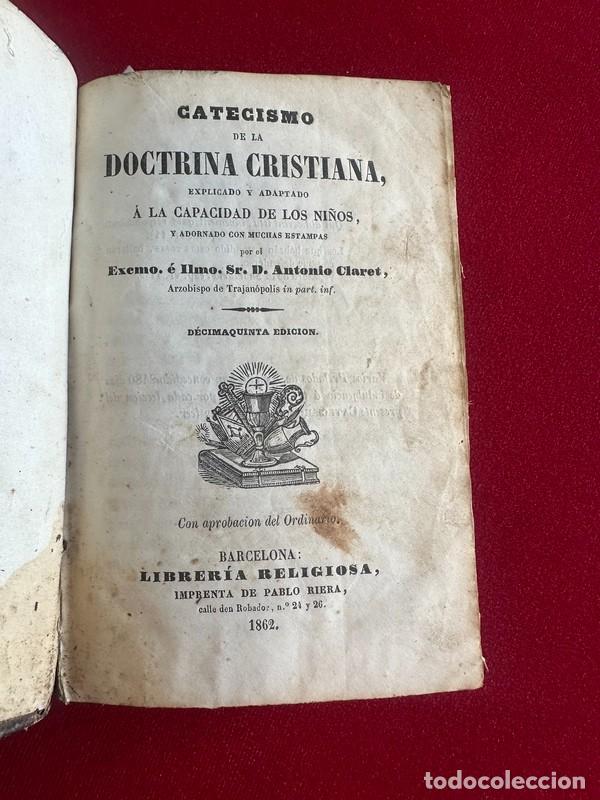 CATECISMO
DE LA
DOCTRINA CRISTIANA,
EXPLICADO Y ADAPTADO
Á LA CAPACIDAD DE LOS NIÑOS,
Y ADORNADO CON MUCHAS ESTAMPAS
por el
Excmo. é Ilmo. Sr. D. Antonio Claret,
Arzobispo de Trajanópolis in part. inf.
DÉCIMAQUINTA EDICION.
Con aprobacion del Ordinario.
BARCELONA:
LIBRERÍA RELIGIOSA,
IMPRENTA DE PABLO RIERA,
calle den Robador, n.º 24 y 26.
1862.
todocoleccion